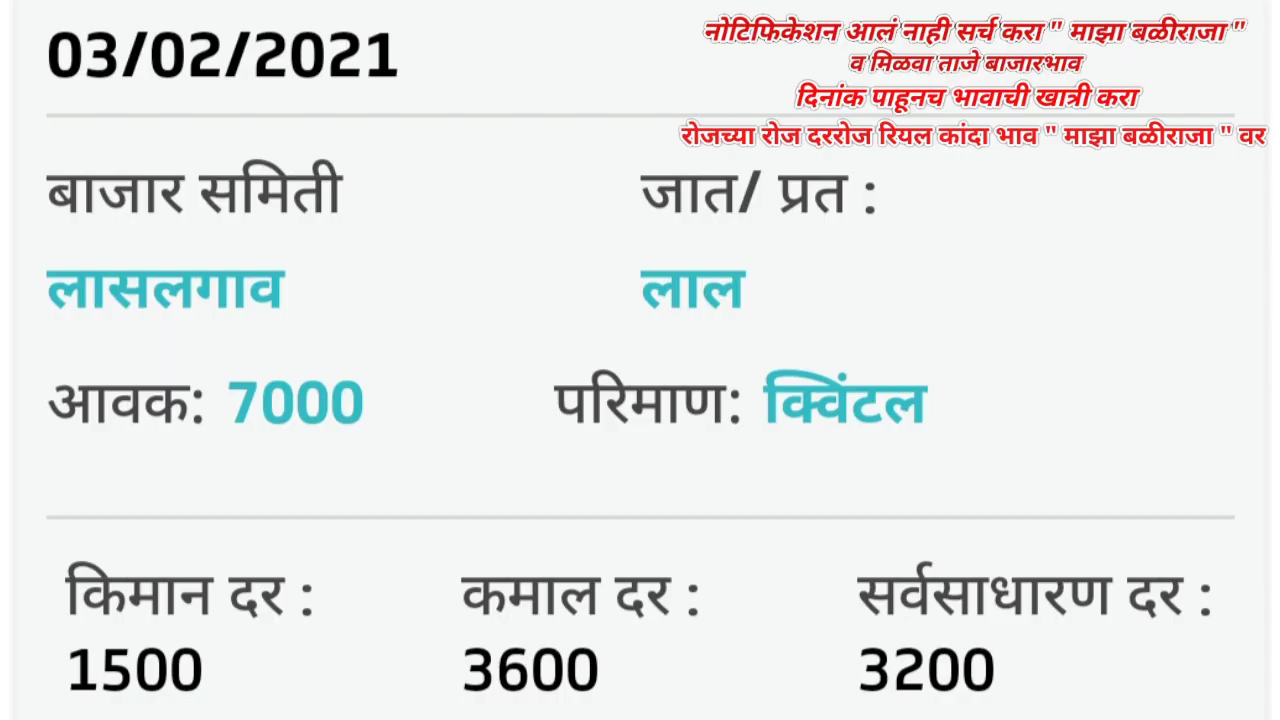 03/02/2021
नोटिफिकेशन आलं नाही सर्च करा " माझा बळीराजा "
व मिळवा ताजे बाजारभाव
दिनांक पाहूनच भावाची खात्री करा
रोजच्या रोज दररोज रियल कांदा भाव " माझा बळीराजा " वर
बाजार समिती जात/ प्रत :
लासलगाव लाल
आवक: 7000 परिमाण: क्विंटल
किमान दर : कमाल दर : सर्वसाधारण दर :
1500 3600 3200